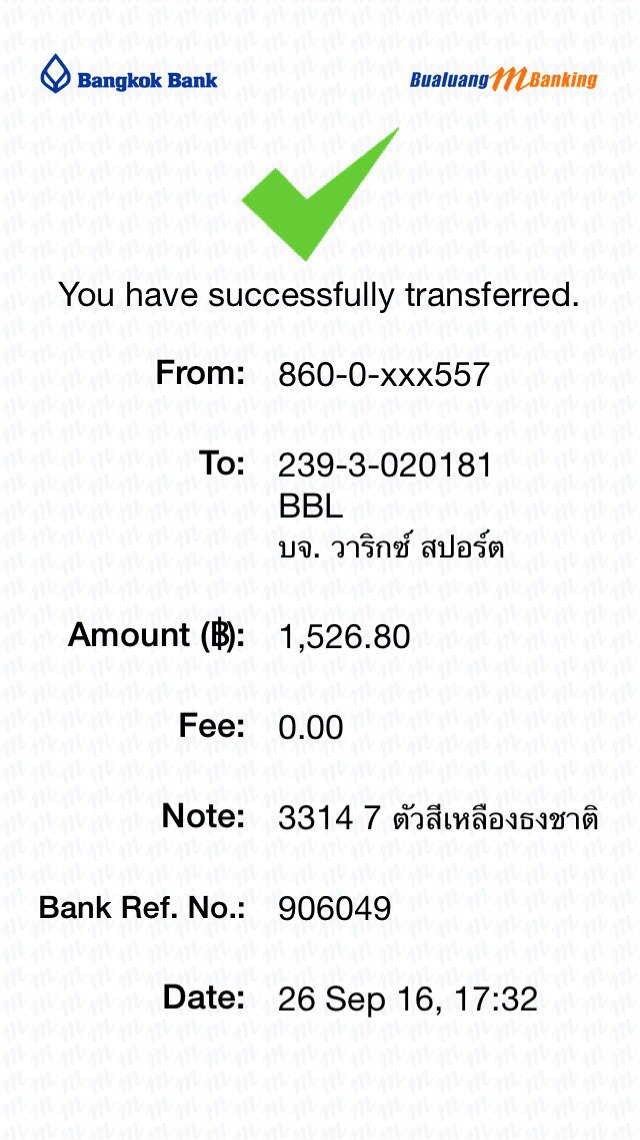 Bangkok Bank
Bualuang mBanking
You have successfully transferred.
From: 860-0-xxx557
To: 239-3-020181
BBL
บจ. วาริกซ์ สปอร์ต
Amount (฿): 1,526.80
Fee: 0.00
Note: 3314 7 ตัวสีเหลืองธงชาติ
Bank Ref. No.: 906049
Date: 26 Sep 16, 17:32